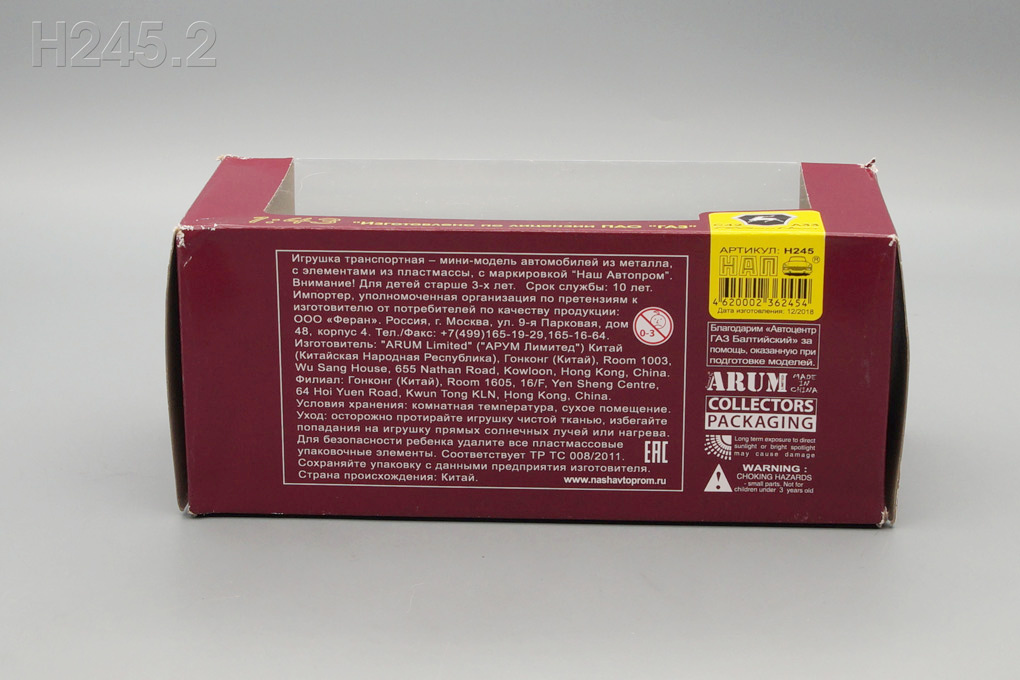 H245.2
1:43 "Изготовлено по лицензии ПАО "ГАЗ"
Игрушка транспортная – мини-модель автомобилей из металла,
с элементами из пластмассы, с маркировкой "Наш Автопром".
Внимание! Для детей старше 3-х лет. Срок службы: 10 лет.
Импортер, уполномоченная организация по претензиям к
изготовителю от потребителей по качеству продукции:
ООО «Феран». Россия, г. Москва, ул. 9-я Парковая, дом
48, корпус 4. Тел./Факс: +7(499)165-19-29,165-16-64.
Изготовитель: "ARUM Limited" ("АРУМ Лимитед") Китай
(Китайская Народная Республика), Гонконг (Китай), Room 1003,
Wu Sang House, 655 Nathan Road, Kowloon, Hong Kong, China.
Филиал: Гонконг (Китай), Room 1605, 16/F, Yen Sheng Centre,
64 Hoi Yuen Road, Kwun Tong KLN, Hong Kong, China.
Условия хранения: комнатная температура, сухое помещение.
Уход: осторожно протирайте игрушку чистой тканью, избегайте
попадания на игрушку прямых солнечных лучей или нагрева.
Для безопасности ребенка удалите все пластмассовые
упаковочные элементы. Соответствует ТР ТС 008/2011.
Сохраняйте упаковку с данными предприятия изготовителя.
Страна происхождения: Китай.
www.nashavtoprom.ru
EAC
0-3
АРТИКУЛ: H245
НАП ®
4 620002 362454
Дата изготовления: 12/2018
Благодарим «Автоцентр
ГАЗ Балтийский» за
помощь, оказанную при
подготовке моделей.
ARUM MADE IN CHINA
COLLECTORS
PACKAGING
Long term exposure to direct
sunlight or bright spotlight
may cause damage
WARNING :
CHOKING HAZARDS
- small parts. Not for
children under 3 years old